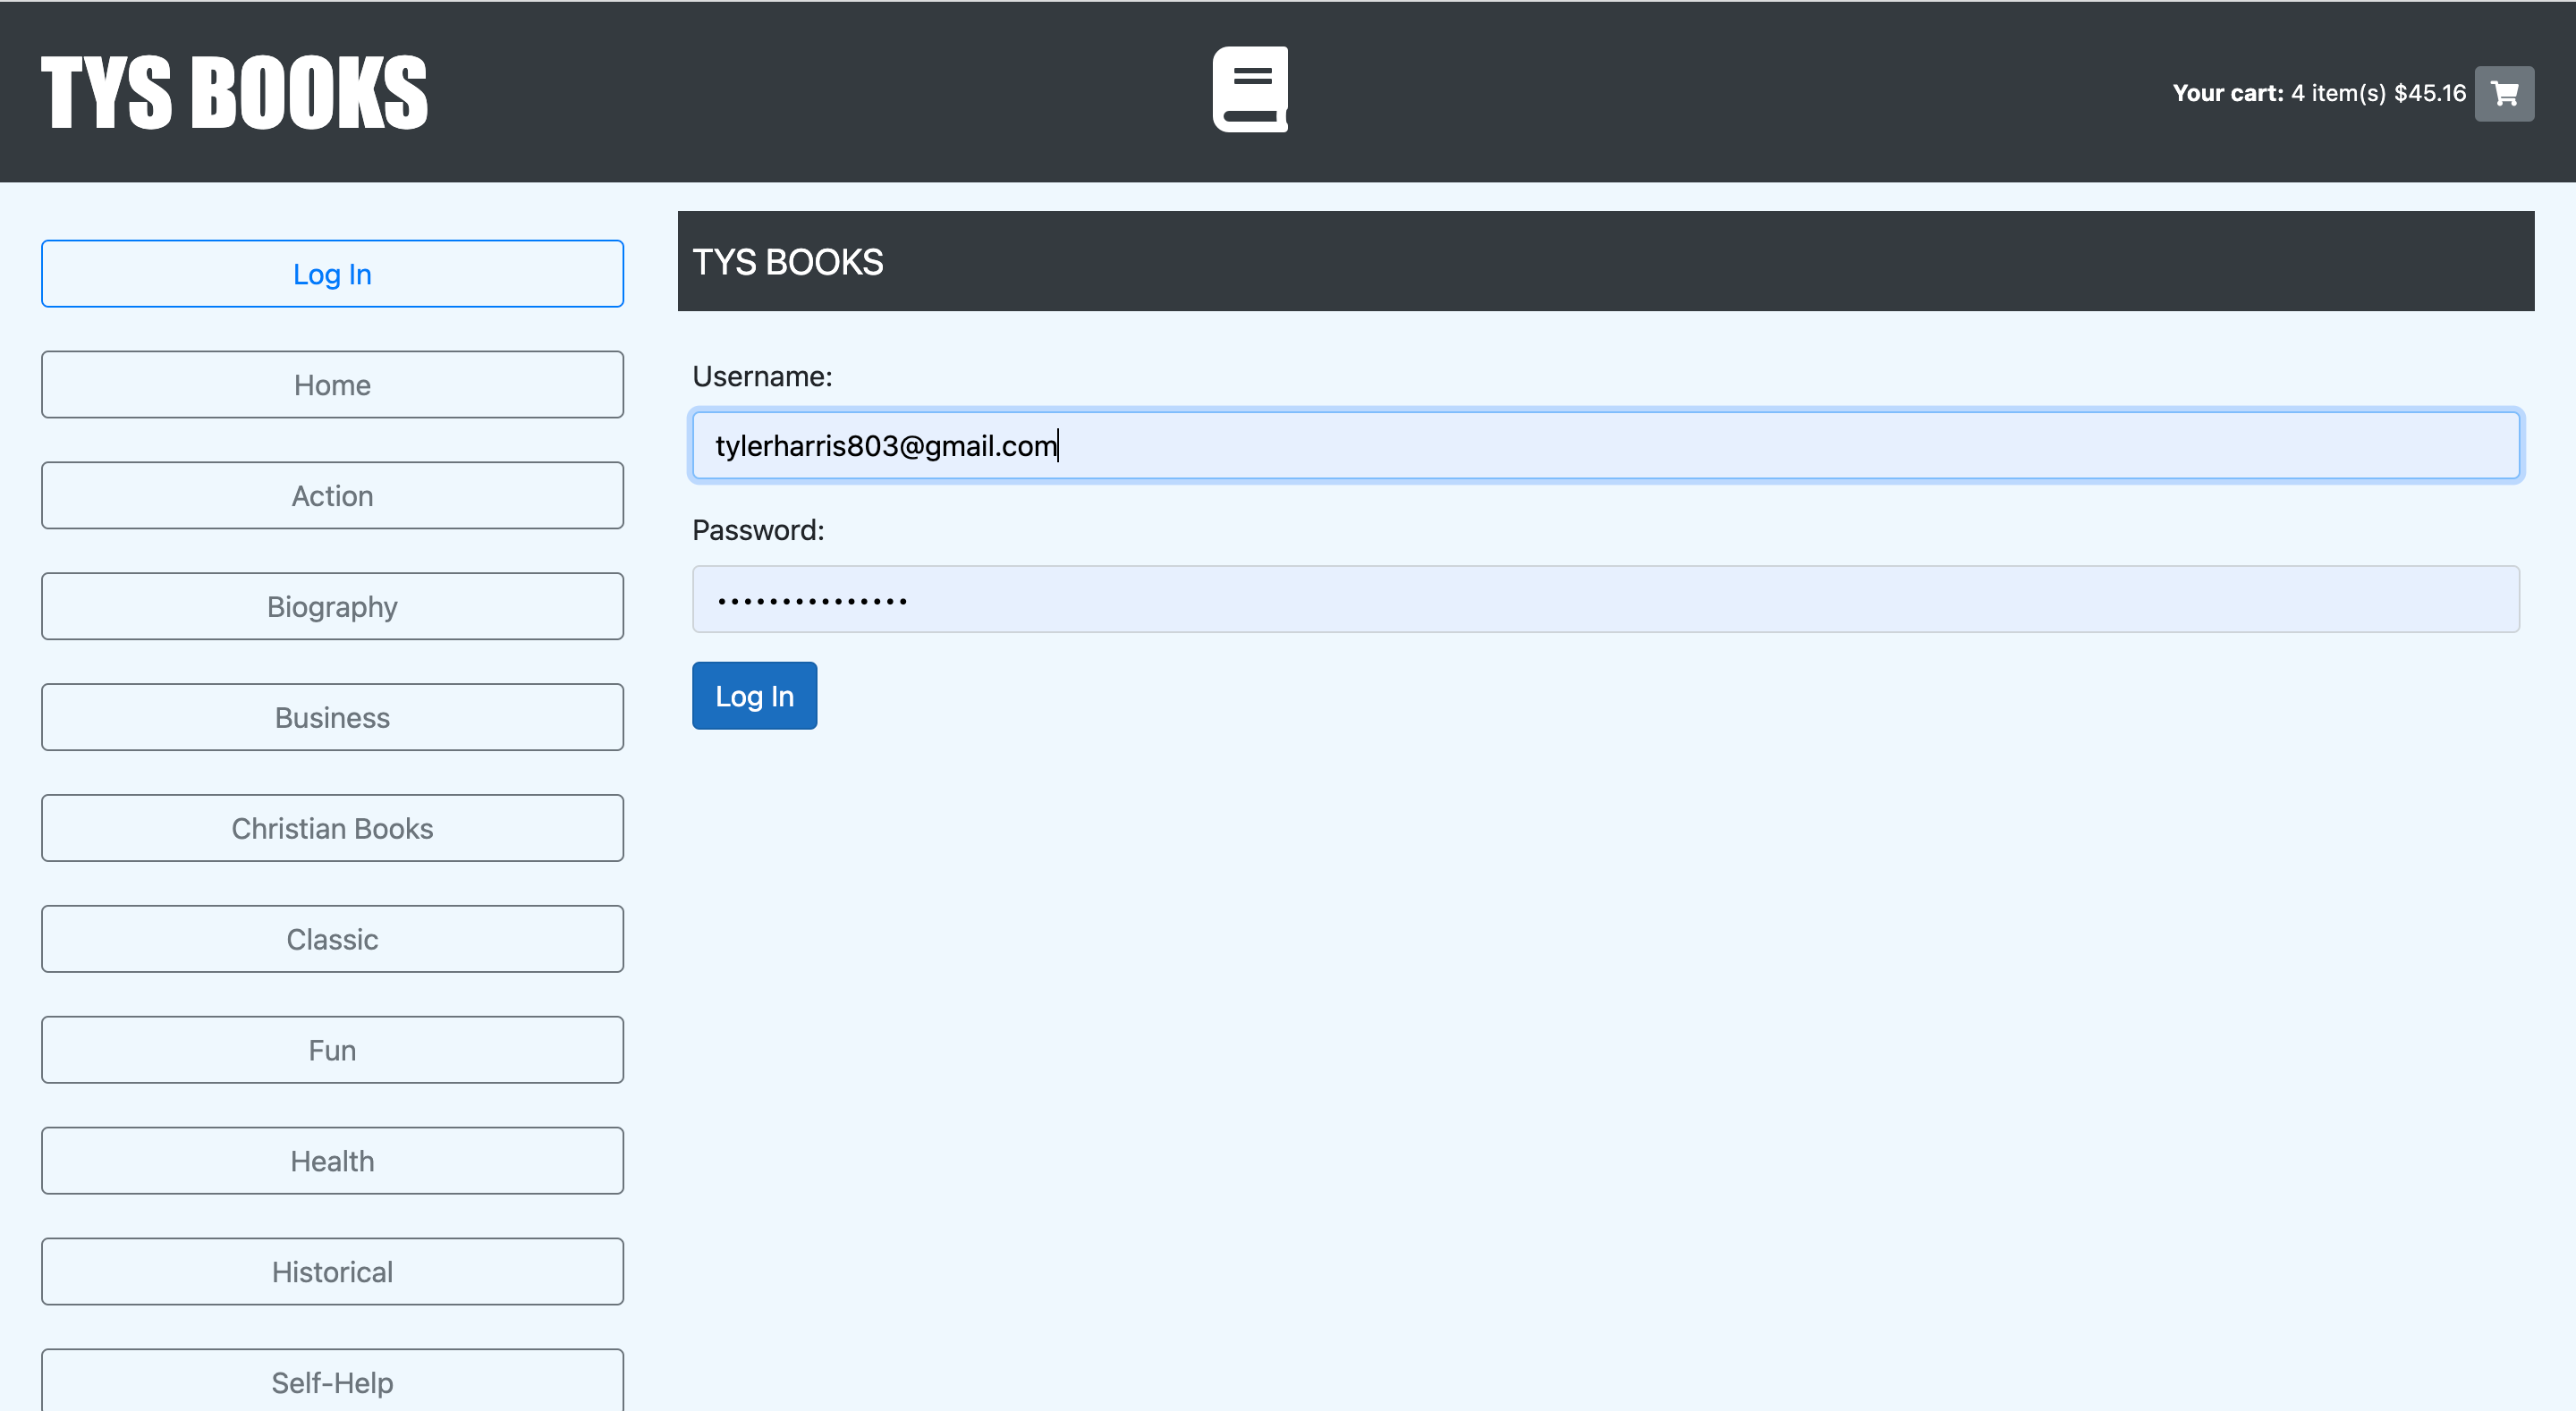 TYS BOOKS
Your cart: 4 item(s) $45.16
Log In
Home
Action
Biography
Business
Christian Books
Classic
Fun
Health
Historical
Self-Help
TYS BOOKS
Username:
tylerharris803@gmail.com
Password:
•••••••••••••••
Log In